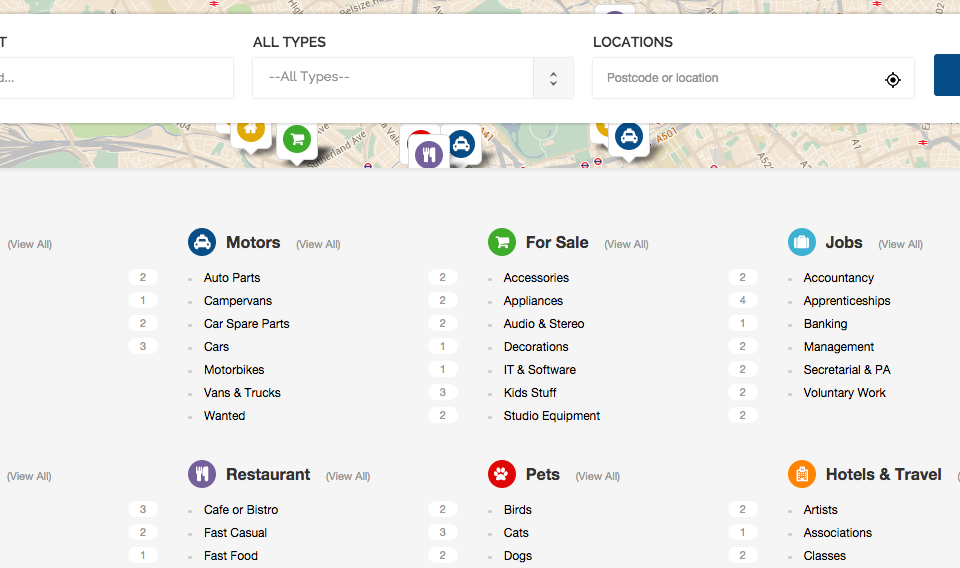 Belsize
T
ALL TYPES
LOCATIONS
d...
--All Types--
Postcode or location
A41
A501
A1
(View All)
Motors (View All)
For Sale (View All)
Jobs (View All)
2
Auto Parts 2
Accessories 2
Accountancy
1
Campervans 2
Appliances 4
Apprenticeships
2
Car Spare Parts 2
Audio & Stereo 1
Banking
3
Cars 1
Decorations 2
Management
Motorbikes 1
IT & Software 2
Secretarial & PA
Vans & Trucks 3
Kids Stuff 2
Voluntary Work
Wanted 2
Studio Equipment 2
(View All)
Restaurant (View All)
Pets (View All)
Hotels & Travel
3
Cafe or Bistro 2
Birds 2
Artists
2
Fast Casual 3
Cats 1
Associations
1
Fast Food 2
Dogs 2
Classes